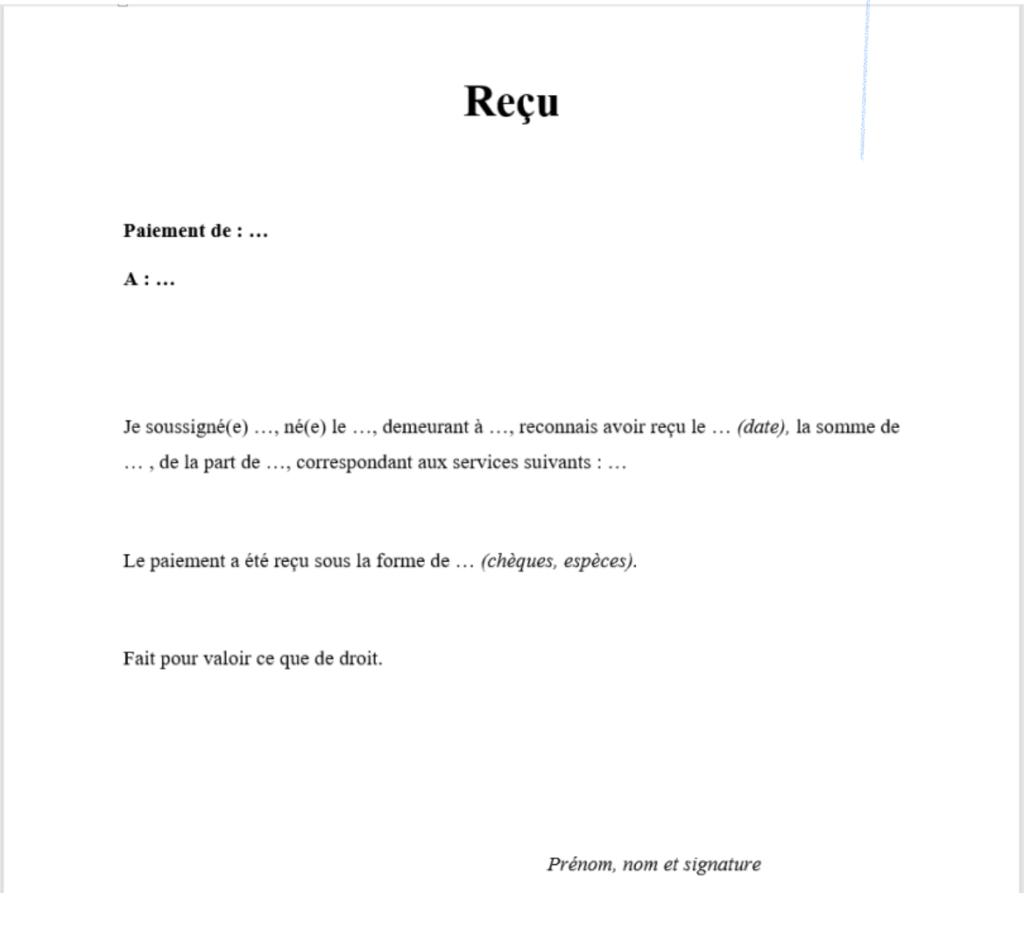 Reçu
Paiement de : …
A : …
Je soussigné(e) …, né(e) le …, demeurant à …, reconnais avoir reçu le … (date), la somme de
… , de la part de …, correspondant aux services suivants : …
Le paiement a été reçu sous la forme de … (chèques, espèces).
Fait pour valoir ce que de droit.
Prénom, nom et signature